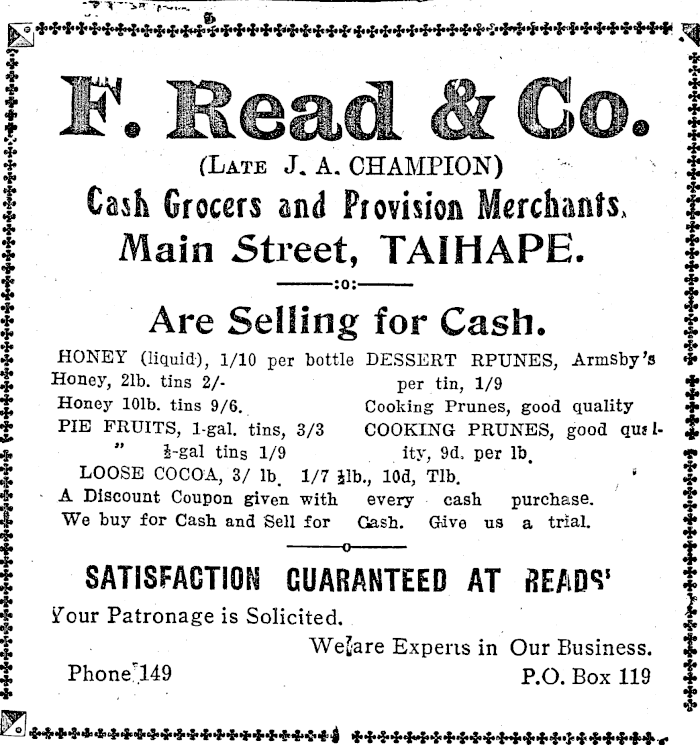 F. Read & Co.
(LATE J. A. CHAMPION)
Cash Grocers and Provision Merchants,
Main Street, TAIHAPE.
:o:
Are Selling for Cash.
HONEY (liquid), 1/10 per bottle DESSERT RPUNES, Armsby's
Honey, 2lb. tins 2/- per tin, 1/9
Honey 10lb. tins 9/6. Cooking Prunes, good quality
PIE FRUITS, 1-gal. tins, 3/3 COOKING PRUNES, good qual-
" ½-gal tins 1/9 ity, 9d. per lb.
LOOSE COCOA, 3/ lb. 1/7 ½lb., 10d, Tlb.
A Discount Coupon given with every cash purchase.
We buy for Cash and Sell for Cash. Give us a trial.
o
SATISFACTION GUARANTEED AT READS'
Your Patronage is Solicited.
We are Experts in Our Business.
Phone 149 P.O. Box 119